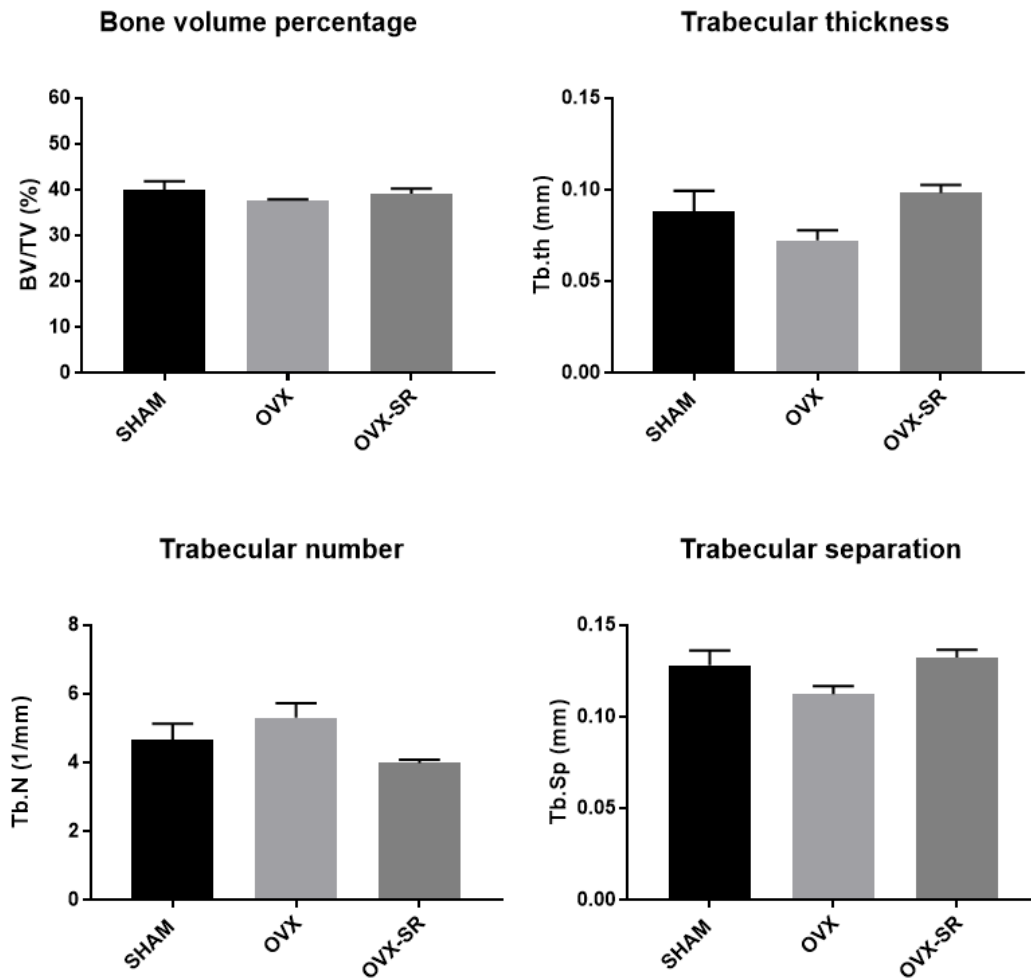 Bone volume percentage
BV/TV (%)
60
50
40
30
20
10
0
SHAM
OVX
OVX-SR
Trabecular thickness
Tb.th (mm)
0.15
0.10
0.05
0.00
SHAM
OVX
OVX-SR
Trabecular number
Tb.N (1/mm)
8
6
4
2
0
SHAM
OVX
OVX-SR
Trabecular separation
Tb.Sp (mm)
0.15
0.10
0.05
0.00
SHAM
OVX
OVX-SR